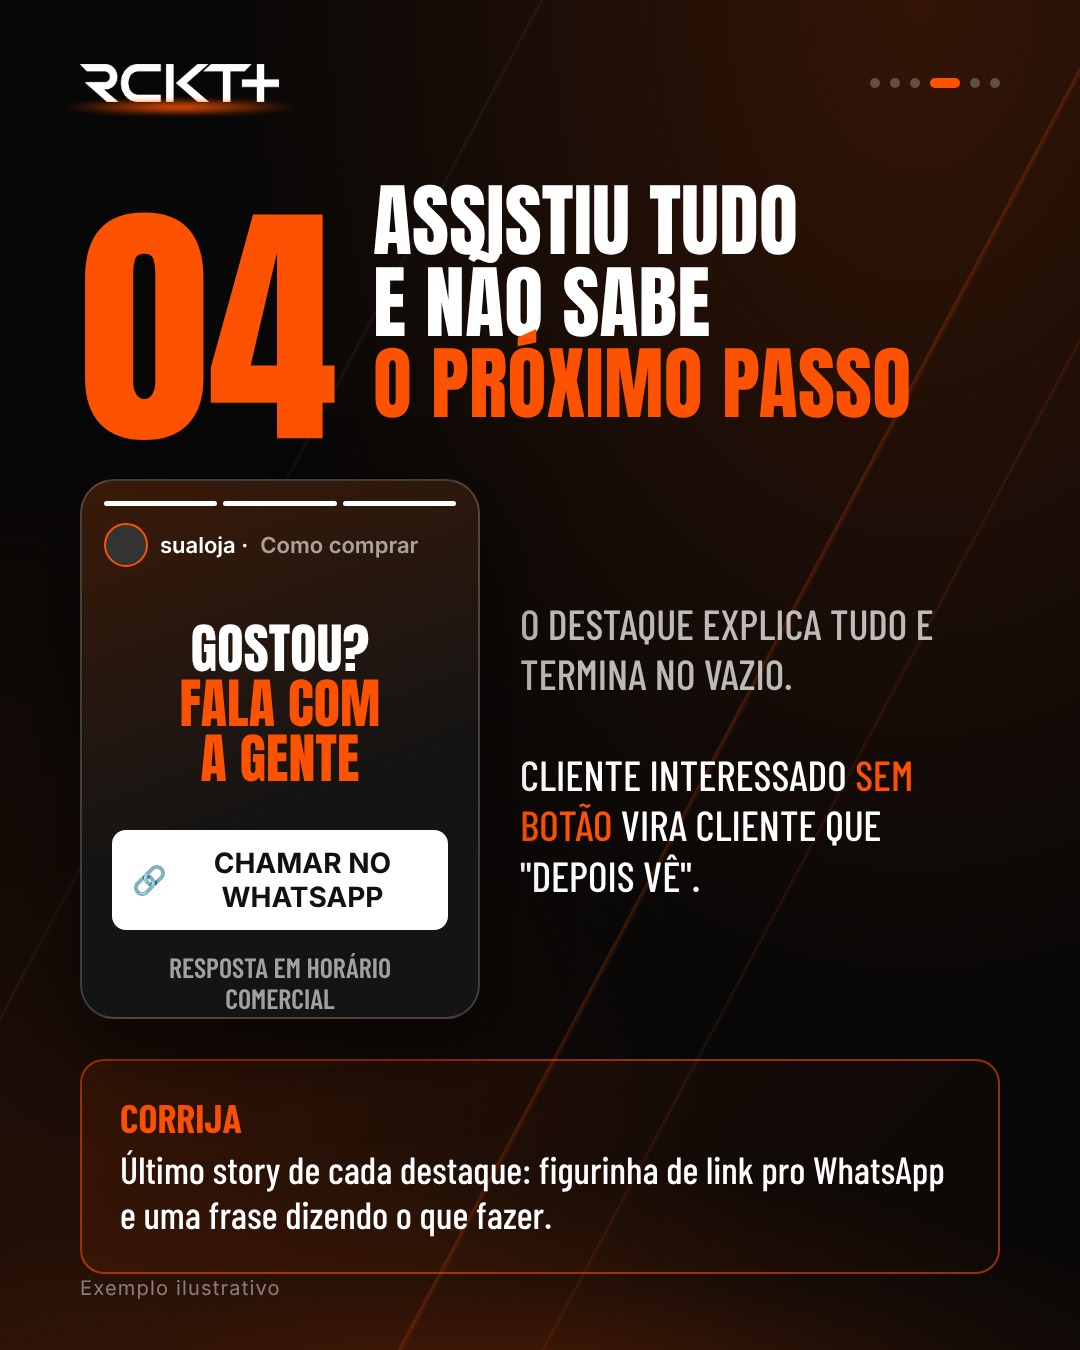 RCKT+
04
ASSISTIU TUDO
E NÃO SABE
O PRÓXIMO PASSO
sualoja · Como comprar
GOSTOU?
FALA COM
A GENTE
🔗 CHAMAR NO
WHATSAPP
RESPOSTA EM HORÁRIO
COMERCIAL
O DESTAQUE EXPLICA TUDO E
TERMINA NO VAZIO.
CLIENTE INTERESSADO SEM
BOTÃO VIRA CLIENTE QUE
"DEPOIS VÊ".
CORRIJA
Último story de cada destaque: figurinha de link pro WhatsApp
e uma frase dizendo o que fazer.
Exemplo ilustrativo